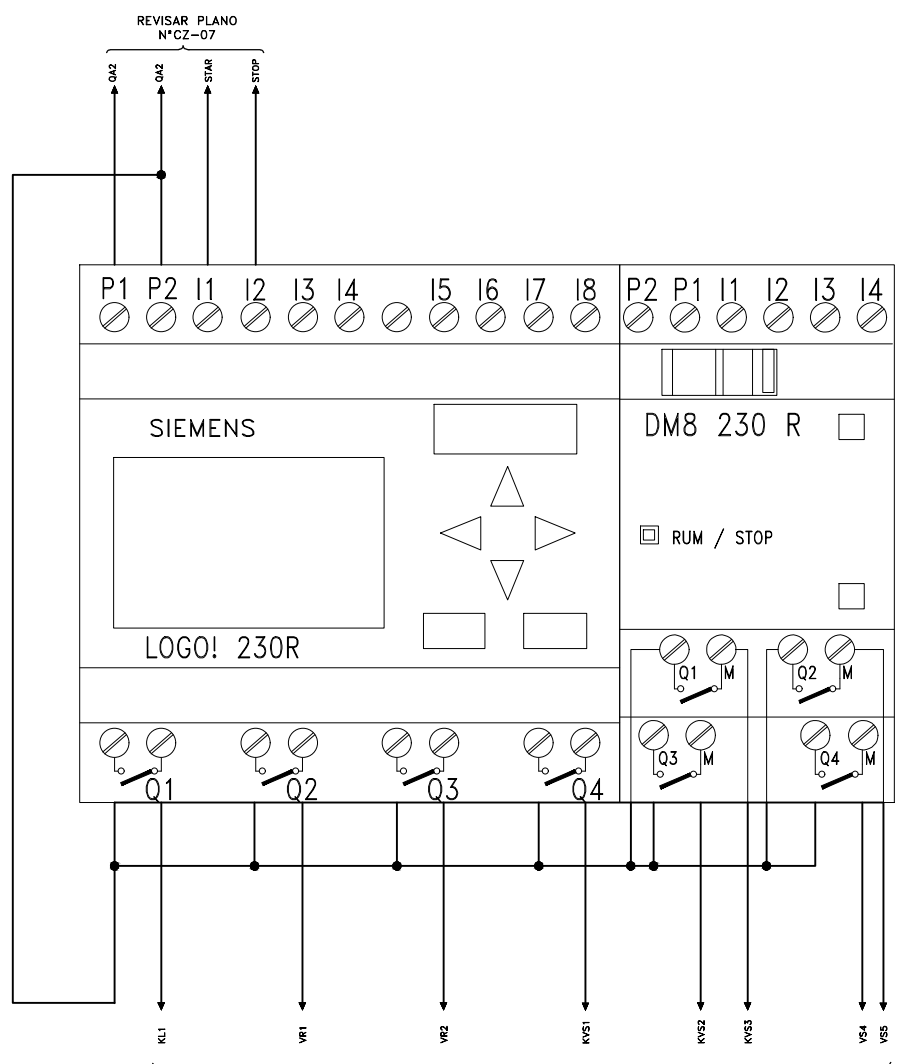 REVISAR PLANO
N°CZ-07
QA2 QA2 STAR STOP
P1 P2 I1 I2 I3 I4 I5 I6 I7 I8 P2 P1 I1 I2 I3 I4
SIEMENS
DM8 230 R
RUM / STOP
LOGO! 230R
Q1 M Q2 M
Q3 M Q4 M
Q1 Q2 Q3 Q4
KL1 VR1 VR2 KVS1 KVS2 KVS3 VS4 VS5